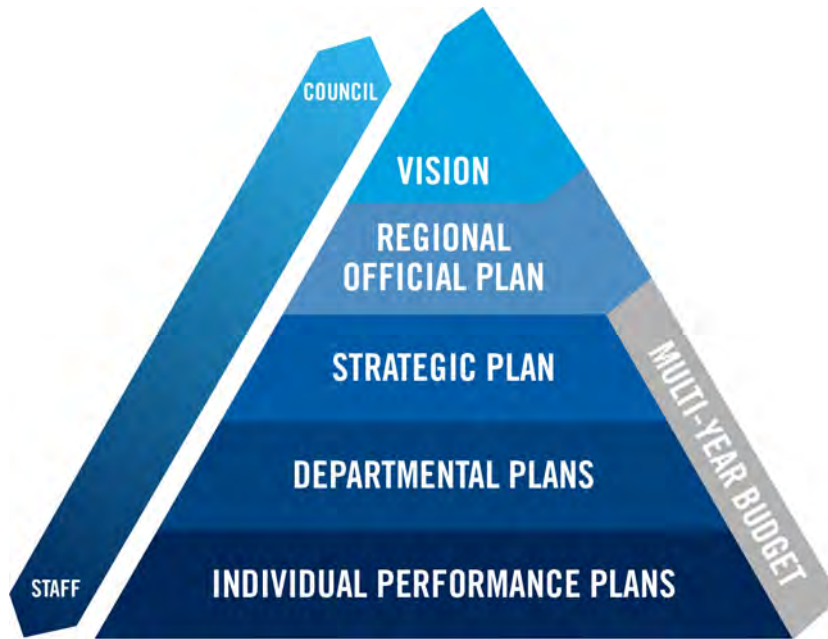 COUNCIL
VISION
REGIONAL
OFFICIAL PLAN
STRATEGIC PLAN
DEPARTMENTAL PLANS
INDIVIDUAL PERFORMANCE PLANS
STAFF
MULTI-YEAR BUDGET